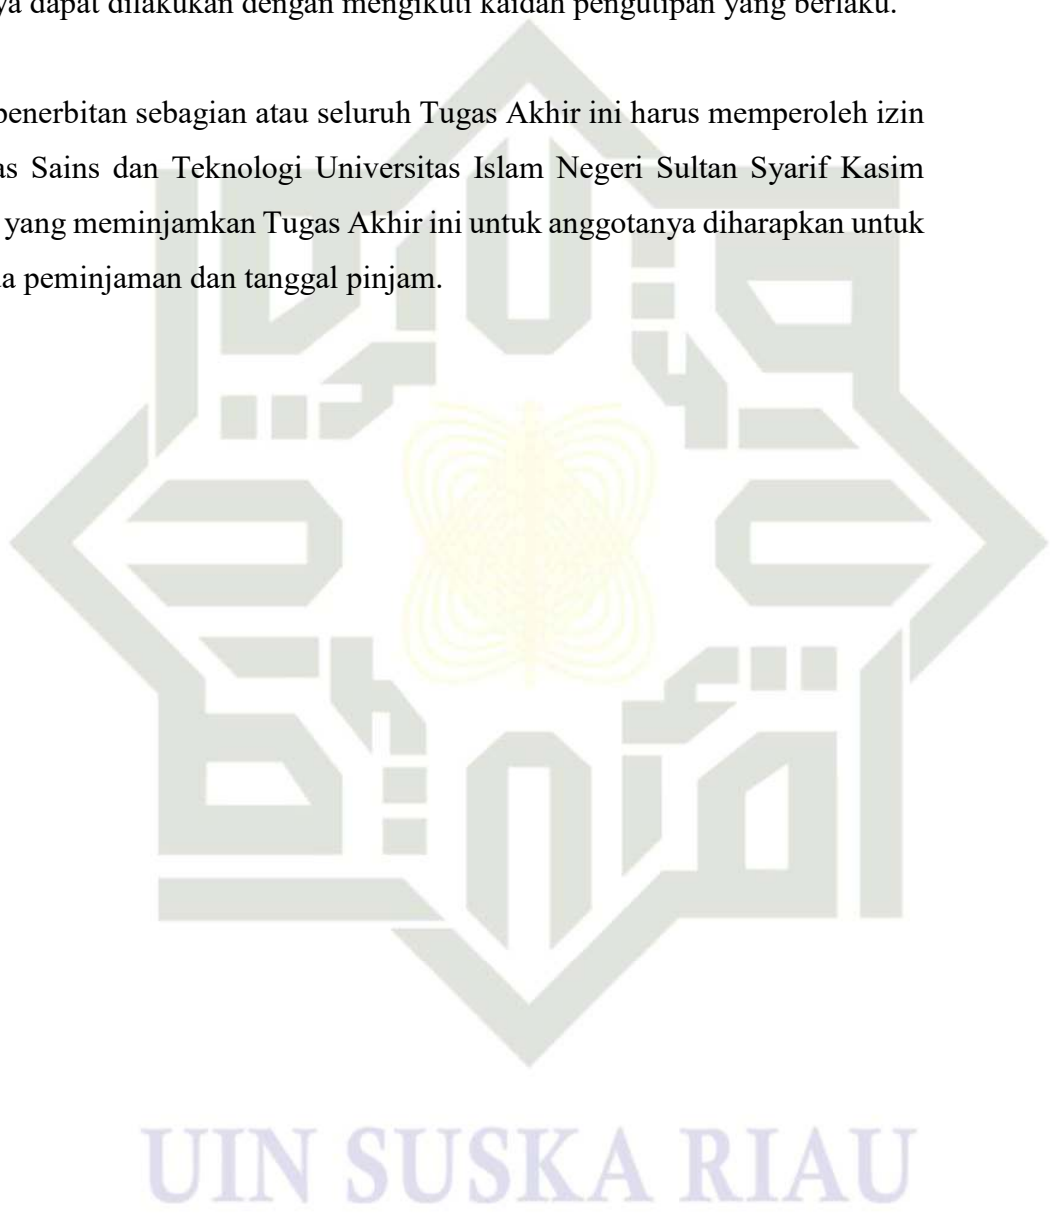 ya dapat dilakukan dengan mengikuti kaidah pengutipan yang berlaku.
penerbitan sebagian atau seluruh Tugas Akhir ini harus memperoleh izin
as Sains dan Teknologi Universitas Islam Negeri Sultan Syarif Kasim
yang meminjamkan Tugas Akhir ini untuk anggotanya diharapkan untuk
a peminjaman dan tanggal pinjam.
UIN SUSKA RIAU